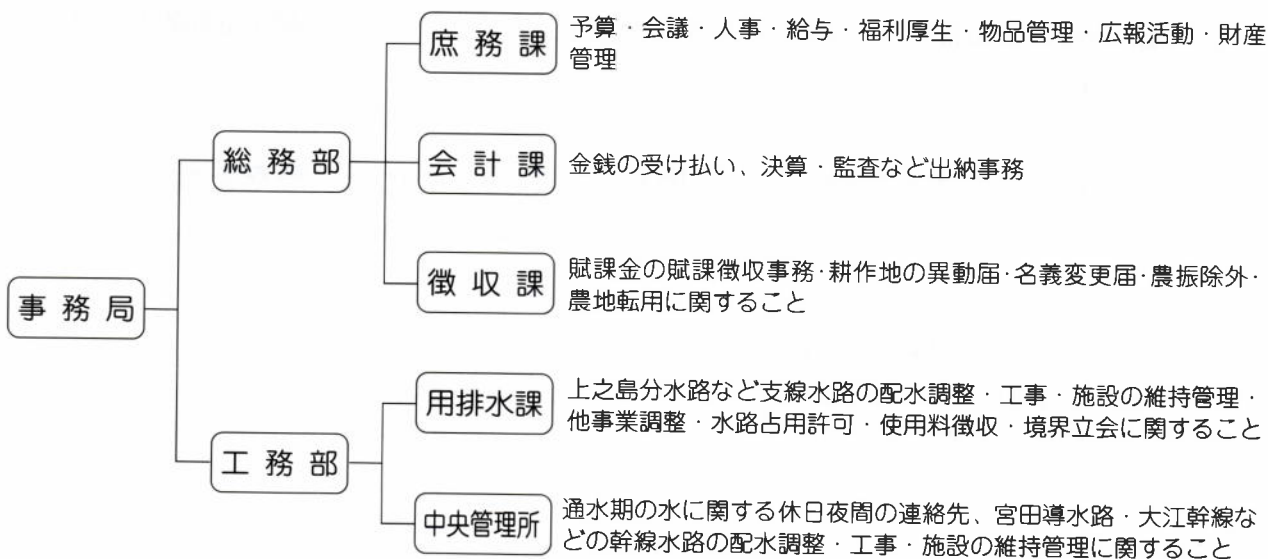 事務局
総務部
庶務課
予算・会議・人事・給与・福利厚生・物品管理・広報活動・財産
管理
会計課
金銭の受け払い、決算・監査など出納事務
徴収課
賦課金の賦課徴収事務・耕作地の異動届・名義変更届・農振除外・
農地転用に関すること
工務部
用排水課
上之島分水路など支線水路の配水調整・工事・施設の維持管理・
他事業調整・水路占用許可・使用料徴収・境界立会に関すること
中央管理所
通水期の水に関する休日夜間の連絡先、宮田導水路・大江幹線な
どの幹線水路の配水調整・工事・施設の維持管理に関すること